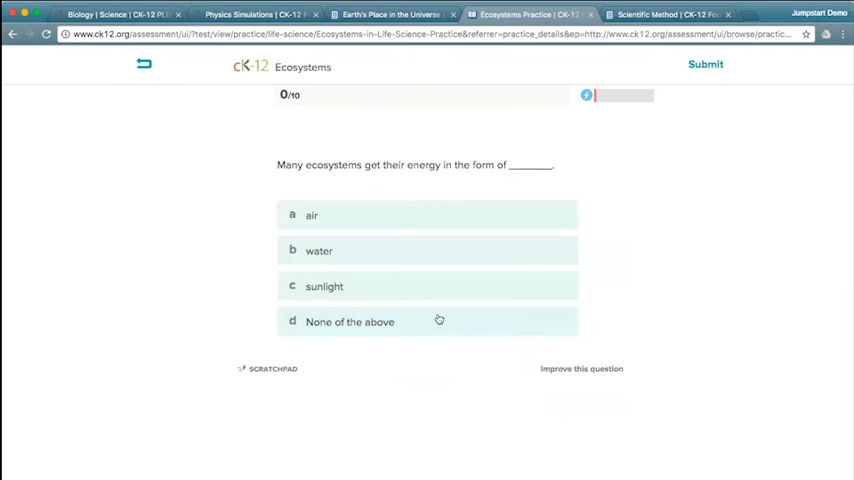 Biology | Science | CK-12 Pl
Physics Simulations | CK-12 F
Earth's Place in the Universe
Ecosystems Practice | CK-12
Scientific Method | CK-12 Fou
Jumpstart Demo
www.ck12.org/assessment/ui/?test/view/practice/life-science/Ecosystems-in-Life-Science-Practice&referrer=practice_details&ep=http://www.ck12.org/assessment/ui/browse/practic...
cK-12 Ecosystems
Submit
0/10
Many ecosystems get their energy in the form of ________.
a air
b water
c sunlight
d None of the above
SCRATCHPAD
Improve this question